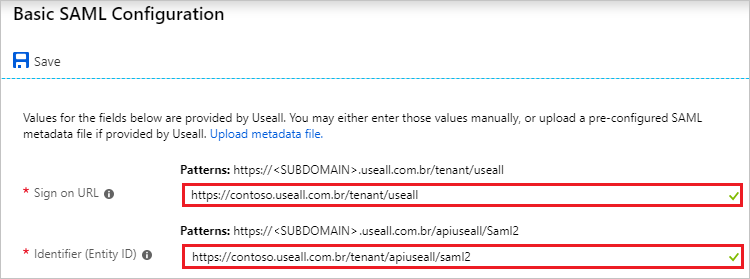 Basic SAML Configuration
Save
Values for the fields below are provided by Useall. You may either enter those values manually, or upload a pre-configured SAML
metadata file if provided by Useall. Upload metadata file.
Patterns: https://<SUBDOMAIN>.useall.com.br/tenant/useall
* Sign on URL https://contoso.useall.com.br/tenant/useall
Patterns: https://<SUBDOMAIN>.useall.com.br/apiuseall/Saml2
* Identifier (Entity ID) https://contoso.useall.com.br/tenant/apiuseall/saml2